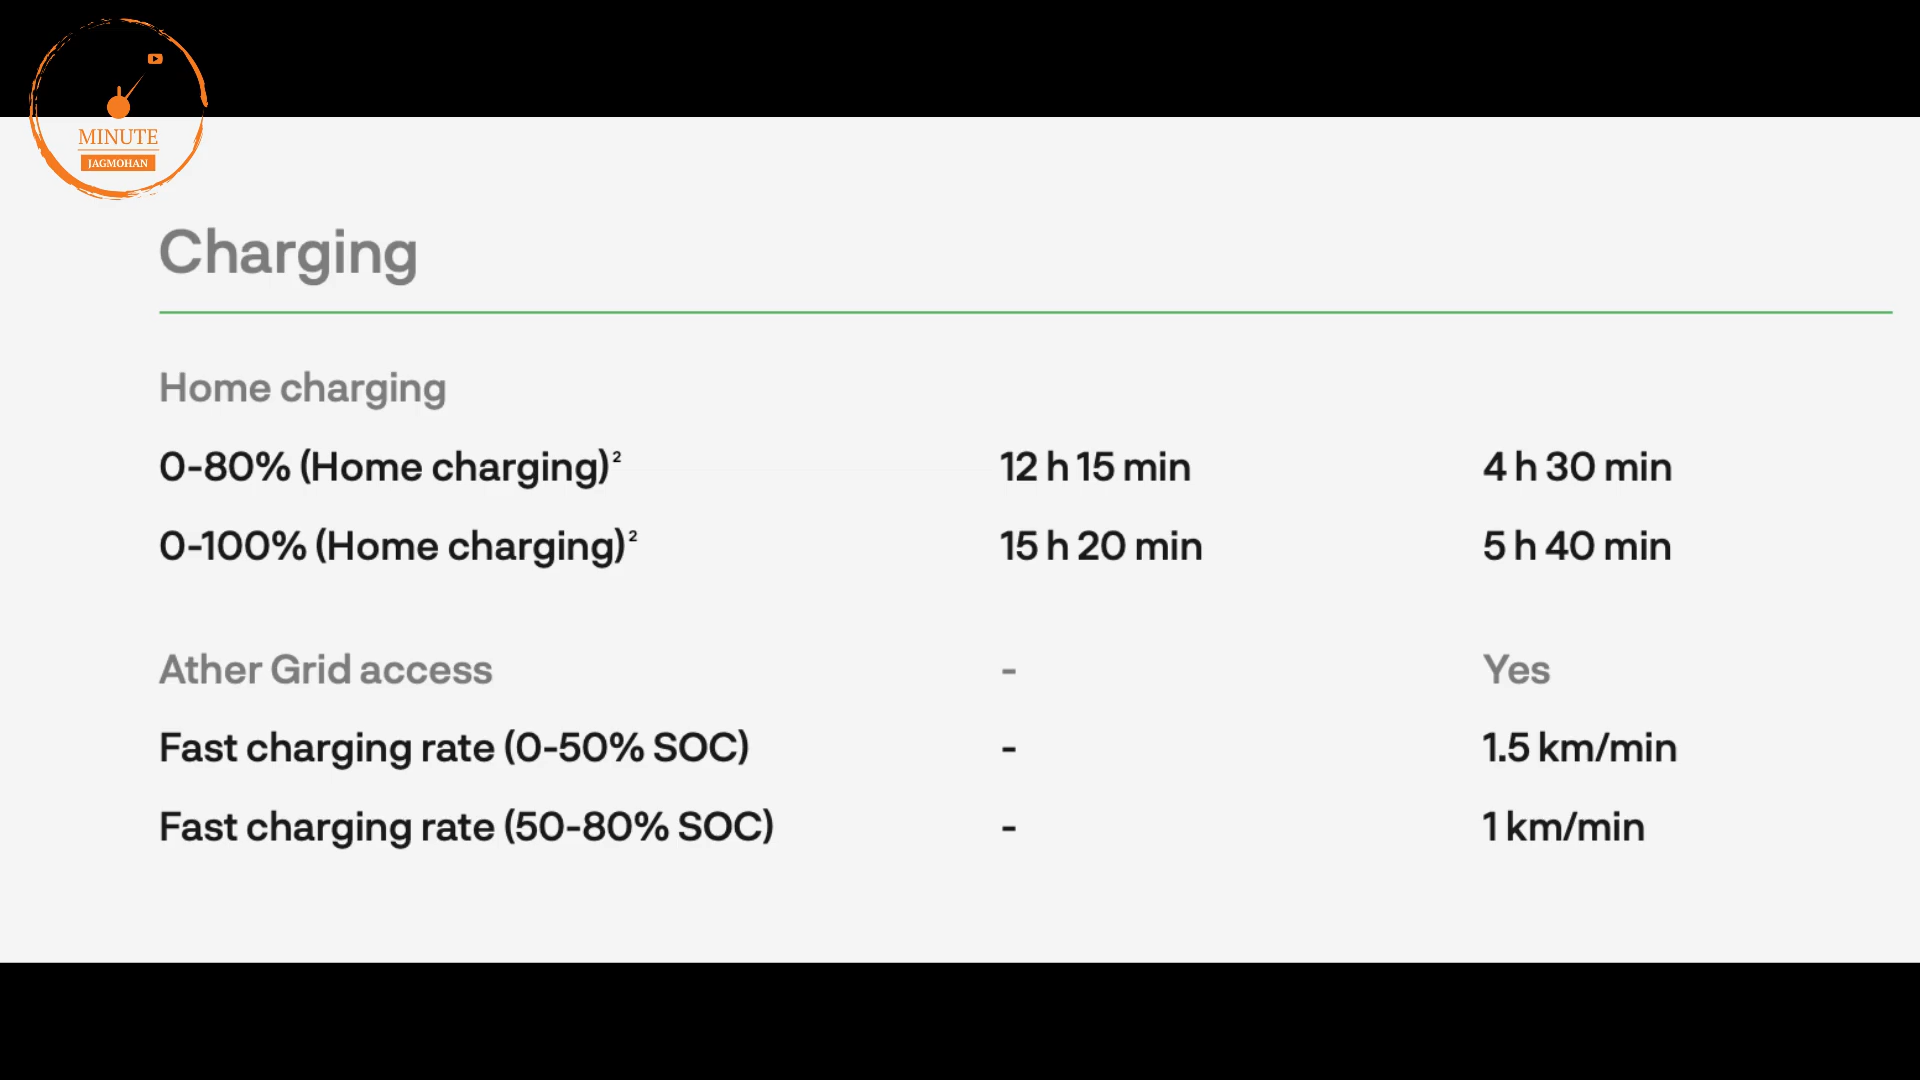 MINUTE
JAGMOHAN
Charging
Home charging
0-80% (Home charging)² 12 h 15 min 4 h 30 min
0-100% (Home charging)² 15 h 20 min 5 h 40 min
Ather Grid access - Yes
Fast charging rate (0-50% SOC) - 1.5 km/min
Fast charging rate (50-80% SOC) - 1 km/min